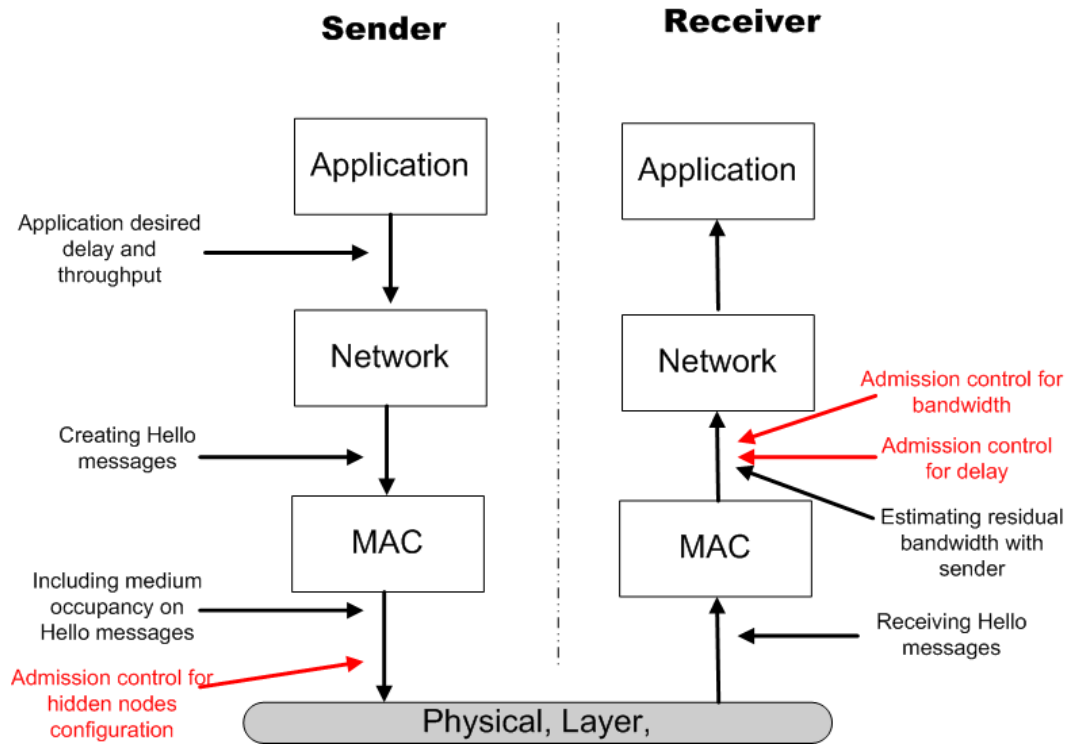 Sender
Receiver
Application
Application
Application desired
delay and
throughput
Network
Network
Admission control for
bandwidth
Creating Hello
messages
Admission control
for delay
MAC
MAC
Estimating residual
bandwidth with
sender
Including medium
occupancy on
Hello messages
Receiving Hello
messages
Admission control for
hidden nodes
configuration
Physical, Layer,